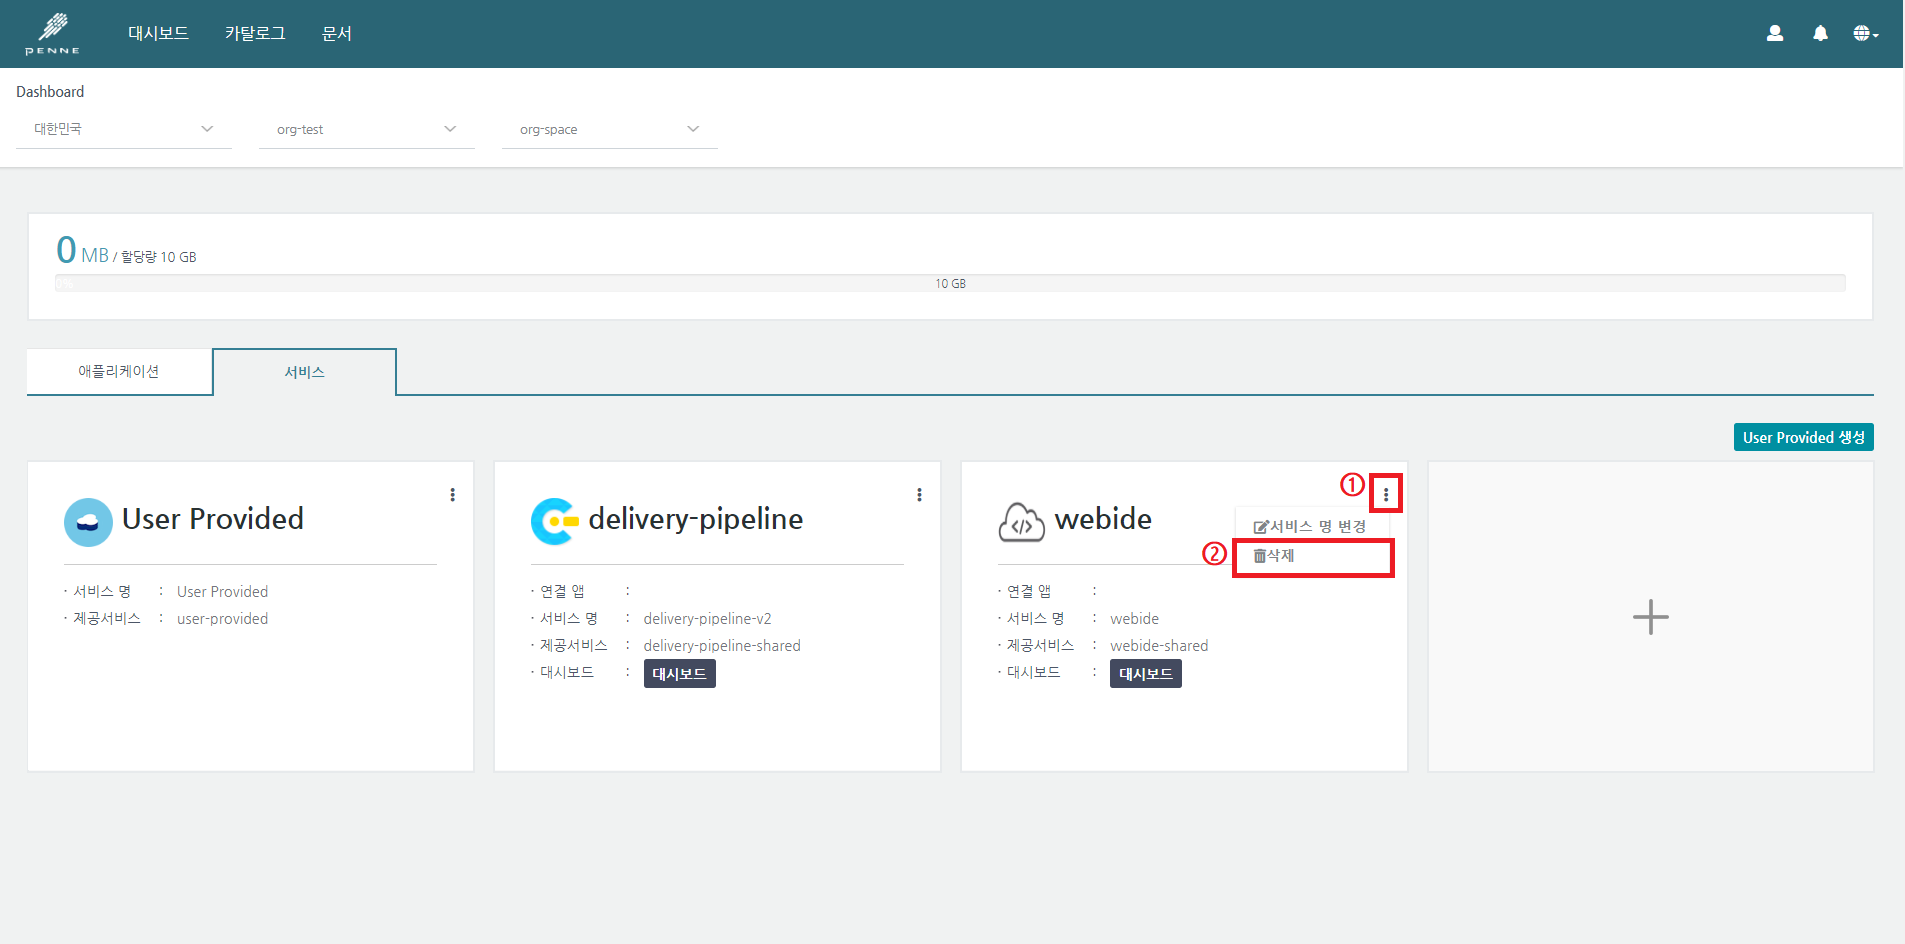 PENNE
대시보드 카탈로그 문서
Dashboard
대한민국 org-test org-space
0 MB / 할당량 10 GB
0% 10 GB
애플리케이션 서비스
User Provided 생성
User Provided
· 서비스 명 : User Provided
· 제공서비스 : user-provided
delivery-pipeline
· 연결 앱 :
· 서비스 명 : delivery-pipeline-v2
· 제공서비스 : delivery-pipeline-shared
· 대시보드 : 대시보드
①
webide
서비스 명 변경
② 삭제
· 연결 앱 :
· 서비스 명 : webide
· 제공서비스 : webide-shared
· 대시보드 : 대시보드